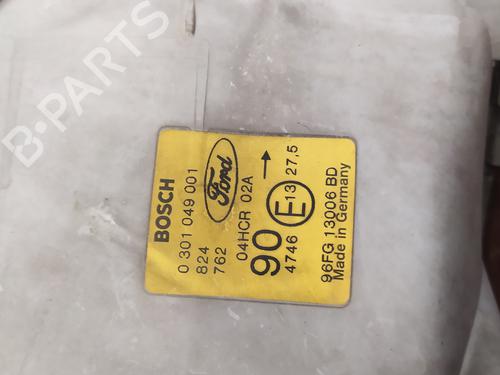 B-PARTS
BOSCH
0 301 049 001
824
762
Ford
04HCR 02A →
90
4746
E
13 27,5
96FG 13006 BD
Made in Germany